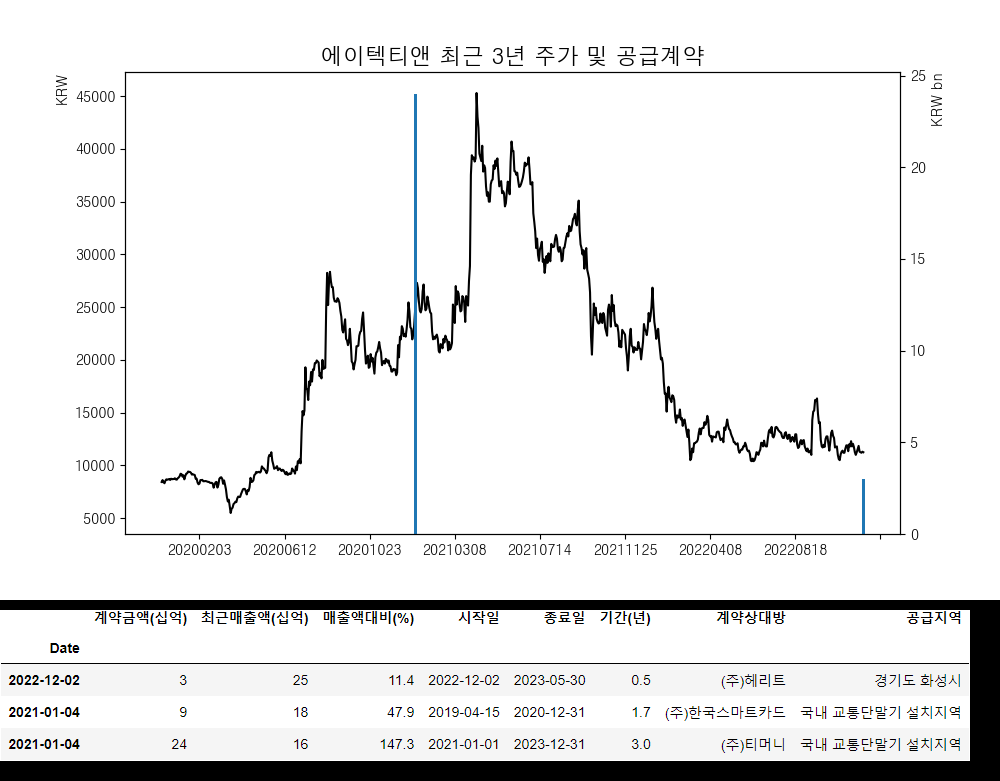 에이텍티앤 최근 3년 주가 및 공급계약
KRW
KRW bn
45000
40000
35000
30000
25000
20000
15000
10000
5000
25
20
15
10
5
0
20200203 20200612 20201023 20210308 20210714 20211125 20220408 20220818
계약금액(십억) 최근매출액(십억) 매출액대비(%) 시작일 종료일 기간(년) 계약상대방 공급지역
Date
2022-12-02 3 25 11.4 2022-12-02 2023-05-30 0.5 (주)헤리트 경기도 화성시
2021-01-04 9 18 47.9 2019-04-15 2020-12-31 1.7 (주)한국스마트카드 국내 교통단말기 설치지역
2021-01-04 24 16 147.3 2021-01-01 2023-12-31 3.0 (주)티머니 국내 교통단말기 설치지역